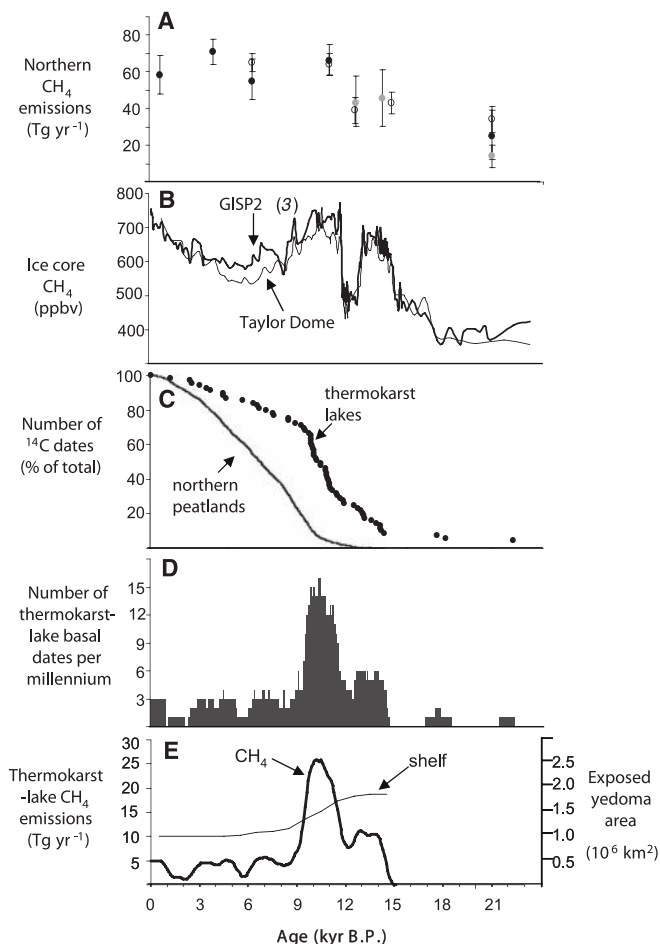 A
Northern
CH4
emissions
(Tg yr -1)
80
60
40
20
B
GISP2 (3)
Taylor Dome
Ice core
CH4
(ppbv)
800
700
600
500
400
C
thermokarst
lakes
northern
peatlands
Number of
14C dates
(% of total)
100
80
60
40
20
D
Number of
thermokarst-
lake basal
dates per
millennium
15
12
9
6
3
E
CH4
shelf
Thermokarst
-lake CH4
emissions
(Tg yr -1)
30
25
20
15
10
5
2.5
2.0
1.5
1.0
0.5
Exposed
yedoma
area
(10⁶ km²)
0 3 6 9 12 15 18 21
Age (kyr B.P.)